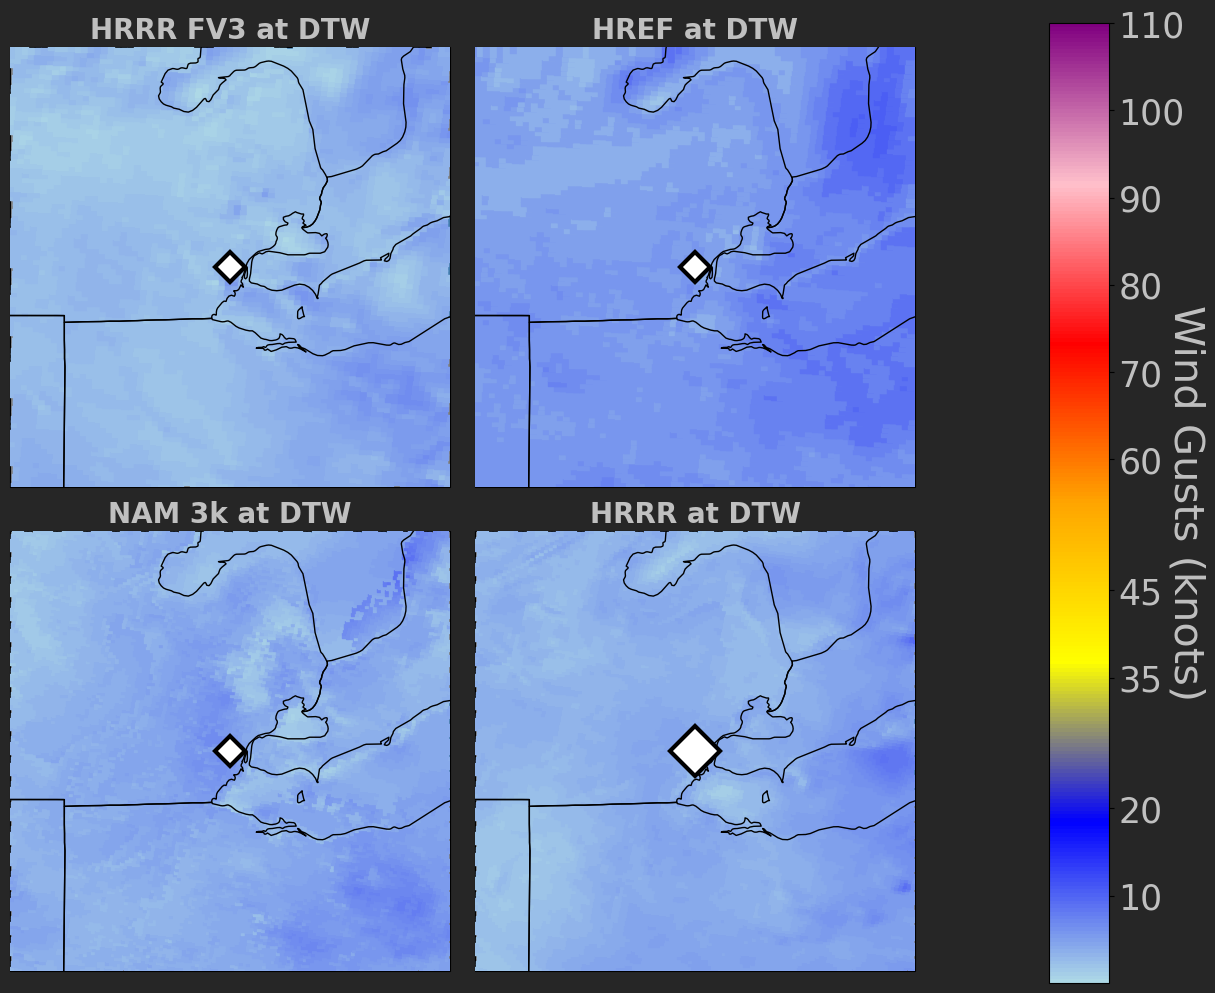 HRRR FV3 at DTW
HREF at DTW
NAM 3k at DTW
HRRR at DTW
110
100
90
80
70
60
45
35
20
10
Wind Gusts (knots)